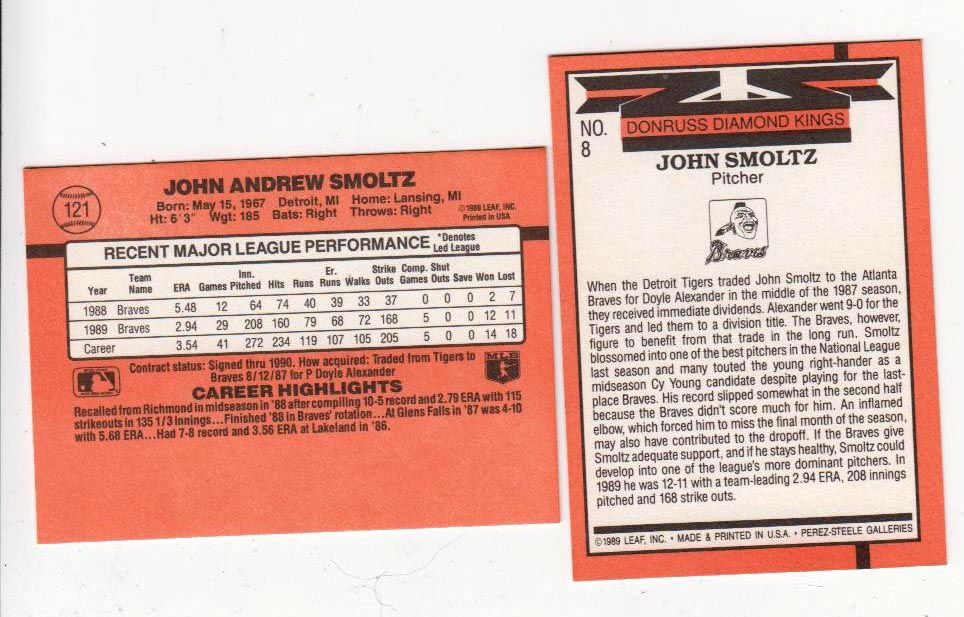 121
JOHN ANDREW SMOLTZ
Born: May 15, 1967 Detroit, MI Home: Lansing, MI
Ht: 6' 3" Wgt: 185 Bats: Right Throws: Right
©1989 LEAF, INC.
Printed in USA
RECENT MAJOR LEAGUE PERFORMANCE *Denotes Led League
Year Team Name ERA Games Inn. Pitched Hits Runs Er. Runs Walks Strike Outs Comp. Games Shut Outs Save Won Lost
1988 Braves 5.48 12 64 74 40 39 33 37 0 0 0 2 7
1989 Braves 2.94 29 208 160 79 68 72 168 5 0 0 12 11
Career 3.54 41 272 234 119 107 105 205 5 0 0 14 18
Contract status: Signed thru 1990. How acquired: Traded from Tigers to
Braves 8/12/87 for P Doyle Alexander
MLB
CAREER HIGHLIGHTS
Recalled from Richmond in midseason in '88 after compiling 10-5 record and 2.79 ERA with 115
strikeouts in 135 1/3 Innings...Finished '88 in Braves' rotation...At Glens Falls in '87 was 4-10
with 5.68 ERA...Had 7-8 record and 3.56 ERA at Lakeland in '86.
NO.
8
DONRUSS DIAMOND KINGS
JOHN SMOLTZ
Pitcher
Braves
When the Detroit Tigers traded John Smoltz to the Atlanta
Braves for Doyle Alexander in the middle of the 1987 season,
they received immediate dividends. Alexander went 9-0 for the
Tigers and led them to a division title. The Braves, however,
figure to benefit from that trade in the long run. Smoltz
blossomed into one of the best pitchers in the National League
last season and many touted the young right-hander as a
midseason Cy Young candidate despite playing for the last-
place Braves. His record slipped somewhat in the second half
because the Braves didn't score much for him. An inflamed
elbow, which forced him to miss the final month of the season,
may also have contributed to the dropoff. If the Braves give
Smoltz adequate support, and if he stays healthy, Smoltz could
develop into one of the league's more dominant pitchers. In
1989 he was 12-11 with a team-leading 2.94 ERA, 208 innings
pitched and 168 strike outs.
©1989 LEAF, INC. • MADE & PRINTED IN U.S.A. • PEREZ-STEELE GALLERIES